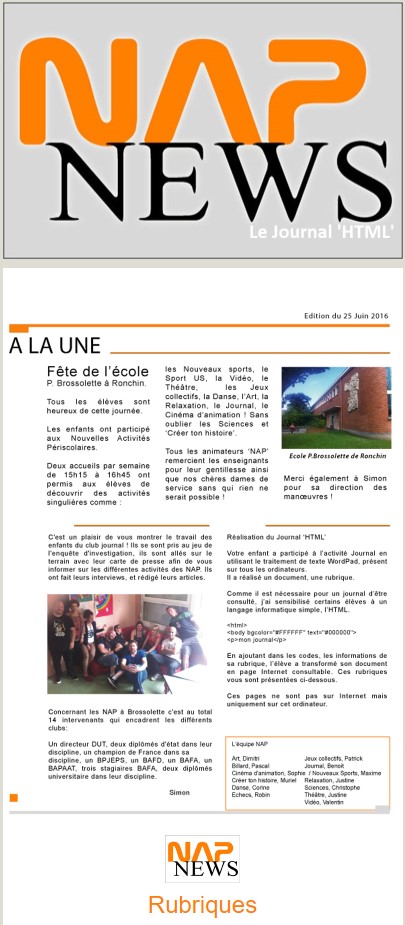 NAP
NEWS
Le Journal 'HTML'
Edition du 25 Juin 2016
A LA UNE
Fête de l'école
P. Brossolette à Ronchin.
Tous les élèves sont
heureux de cette journée.
Les enfants ont participé
aux Nouvelles Activités
Périscolaires.
Deux accueils par semaine
de 15h15 à 16h45 ont
permis aux élèves de
découvrir des activités
singulières comme :
les Nouveaux sports, le
Sport US, la Vidéo, le
Théâtre, les Jeux
collectifs, la Danse, l'Art, la
Relaxation, le Journal, le
Cinéma d'animation ! Sans
oublier les Sciences et
'Créer ton histoire'.
Tous les animateurs 'NAP'
remercient les enseignants
pour leur gentillesse ainsi
que nos chères dames de
service sans qui rien ne
serait possible !
Ecole P.Brossolette de Ronchin
Merci également à Simon
pour sa direction des
manœuvres !
C'est un plaisir de vous montrer le travail des
enfants du club journal ! Ils se sont pris au jeu de
l'enquête d'investigation, ils sont allés sur le
terrain avec leur carte de presse afin de vous
informer sur les différentes activités des NAP. Ils
ont fait leurs interviews, et rédigé leurs articles.
Concernant les NAP à Brossolette c'est au total
14 intervenants qui encadrent les différents
clubs:
Un directeur DUT, deux diplômés d'état dans leur
discipline, un champion de France dans sa
discipline, un BPJEPS, un BAFD, un BAFA, un
BAPAAT, trois stagiaires BAFA, deux diplômés
universitaire dans leur discipline.
Simon
Réalisation du Journal 'HTML'
Votre enfant a participé à l'activité Journal en
utilisant le traitement de texte WordPad, présent
sur tous les ordinateurs.
Il a réalisé un document, une rubrique.
Comme il est nécessaire pour un journal d'être
consulté, j'ai sensibilisé certains élèves à un
langage informatique simple, l'HTML.
<html>
<body bgcolor="#FFFFFF" text="#000000">
<p>mon journal</p>
En ajoutant dans les codes, les informations de
sa rubrique, l'élève a transformé son document
en page Internet consultable. Ces rubriques
vous sont présentées ci-dessous.
Ces pages ne sont pas sur Internet mais
uniquement sur cet ordinateur.
L'équipe NAP
Art, Dimitri
Billard, Pascal
Cinéma d'animation, Sophie / Nouveaux Sports, Maxime
Créer ton histoire, Muriel
Danse, Corine
Echecs, Robin
Jeux collectifs, Patrick
Journal, Benoit
Relaxation, Justine
Sciences, Christophe
Théâtre, Justine
Vidéo, Valentin
NAP
NEWS
Rubriques